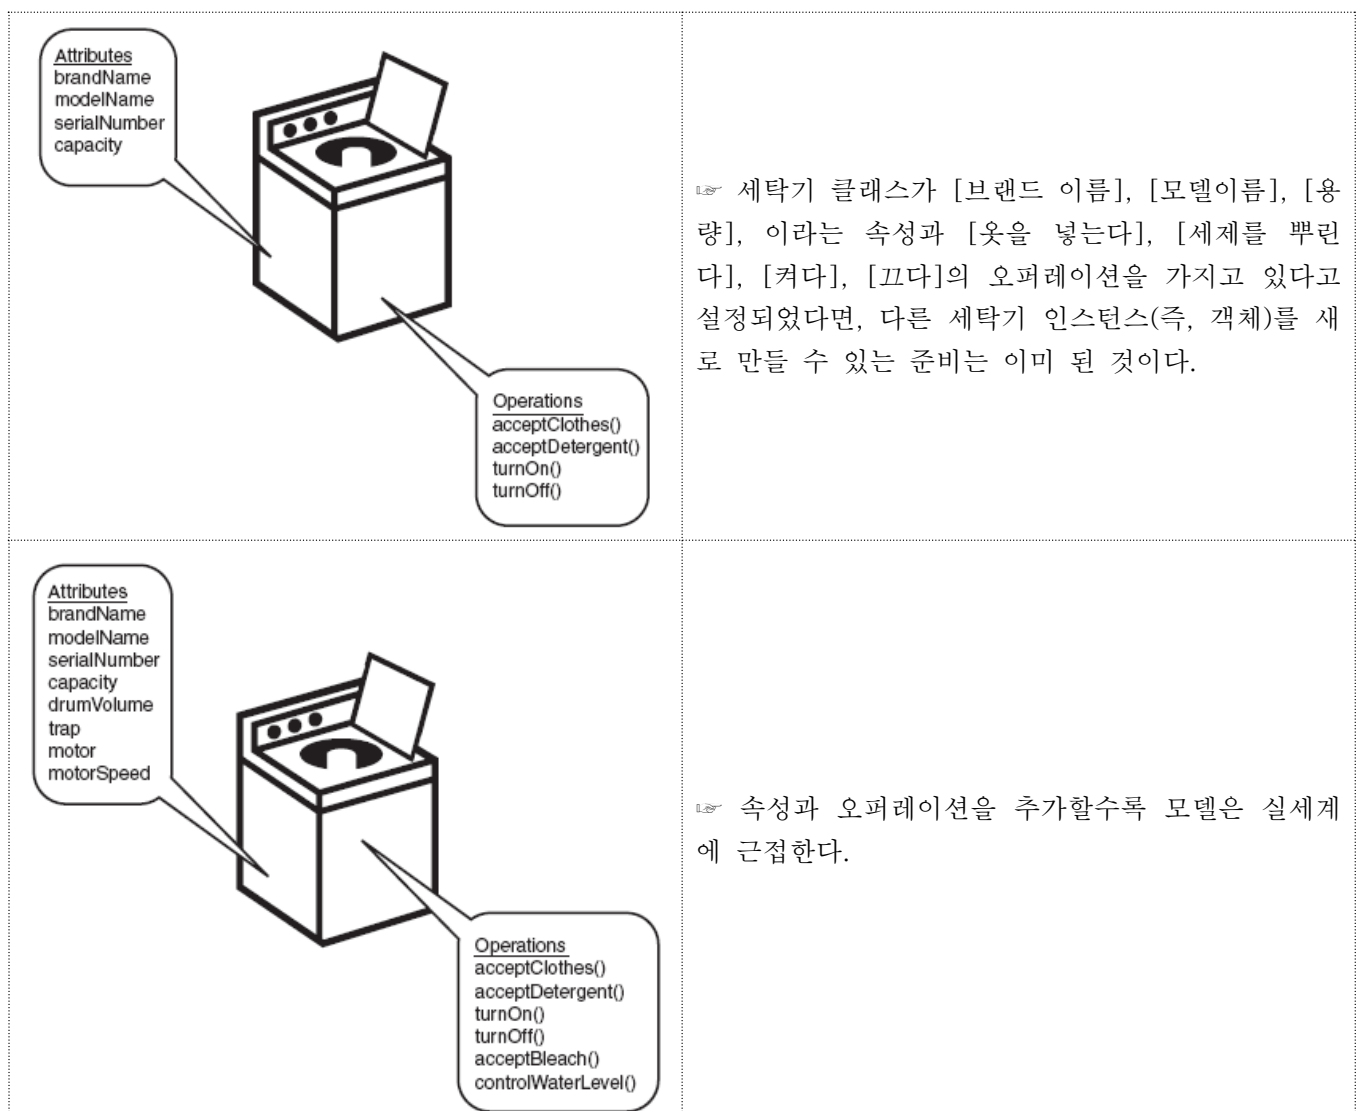 Attributes
brandName
modelName
serialNumber
capacity
Operations
acceptClothes()
acceptDetergent()
turnOn()
turnOff()
☞ 세탁기 클래스가 [브랜드 이름], [모델이름], [용
량], 이라는 속성과 [옷을 넣는다], [세제를 뿌린
다], [켜다], [끄다]의 오퍼레이션을 가지고 있다고
설정되었다면, 다른 세탁기 인스턴스(즉, 객체)를 새
로 만들 수 있는 준비는 이미 된 것이다.
Attributes
brandName
modelName
serialNumber
capacity
drumVolume
trap
motor
motorSpeed
Operations
acceptClothes()
acceptDetergent()
turnOn()
turnOff()
acceptBleach()
controlWaterLevel()
☞ 속성과 오퍼레이션을 추가할수록 모델은 실세계
에 근접한다.